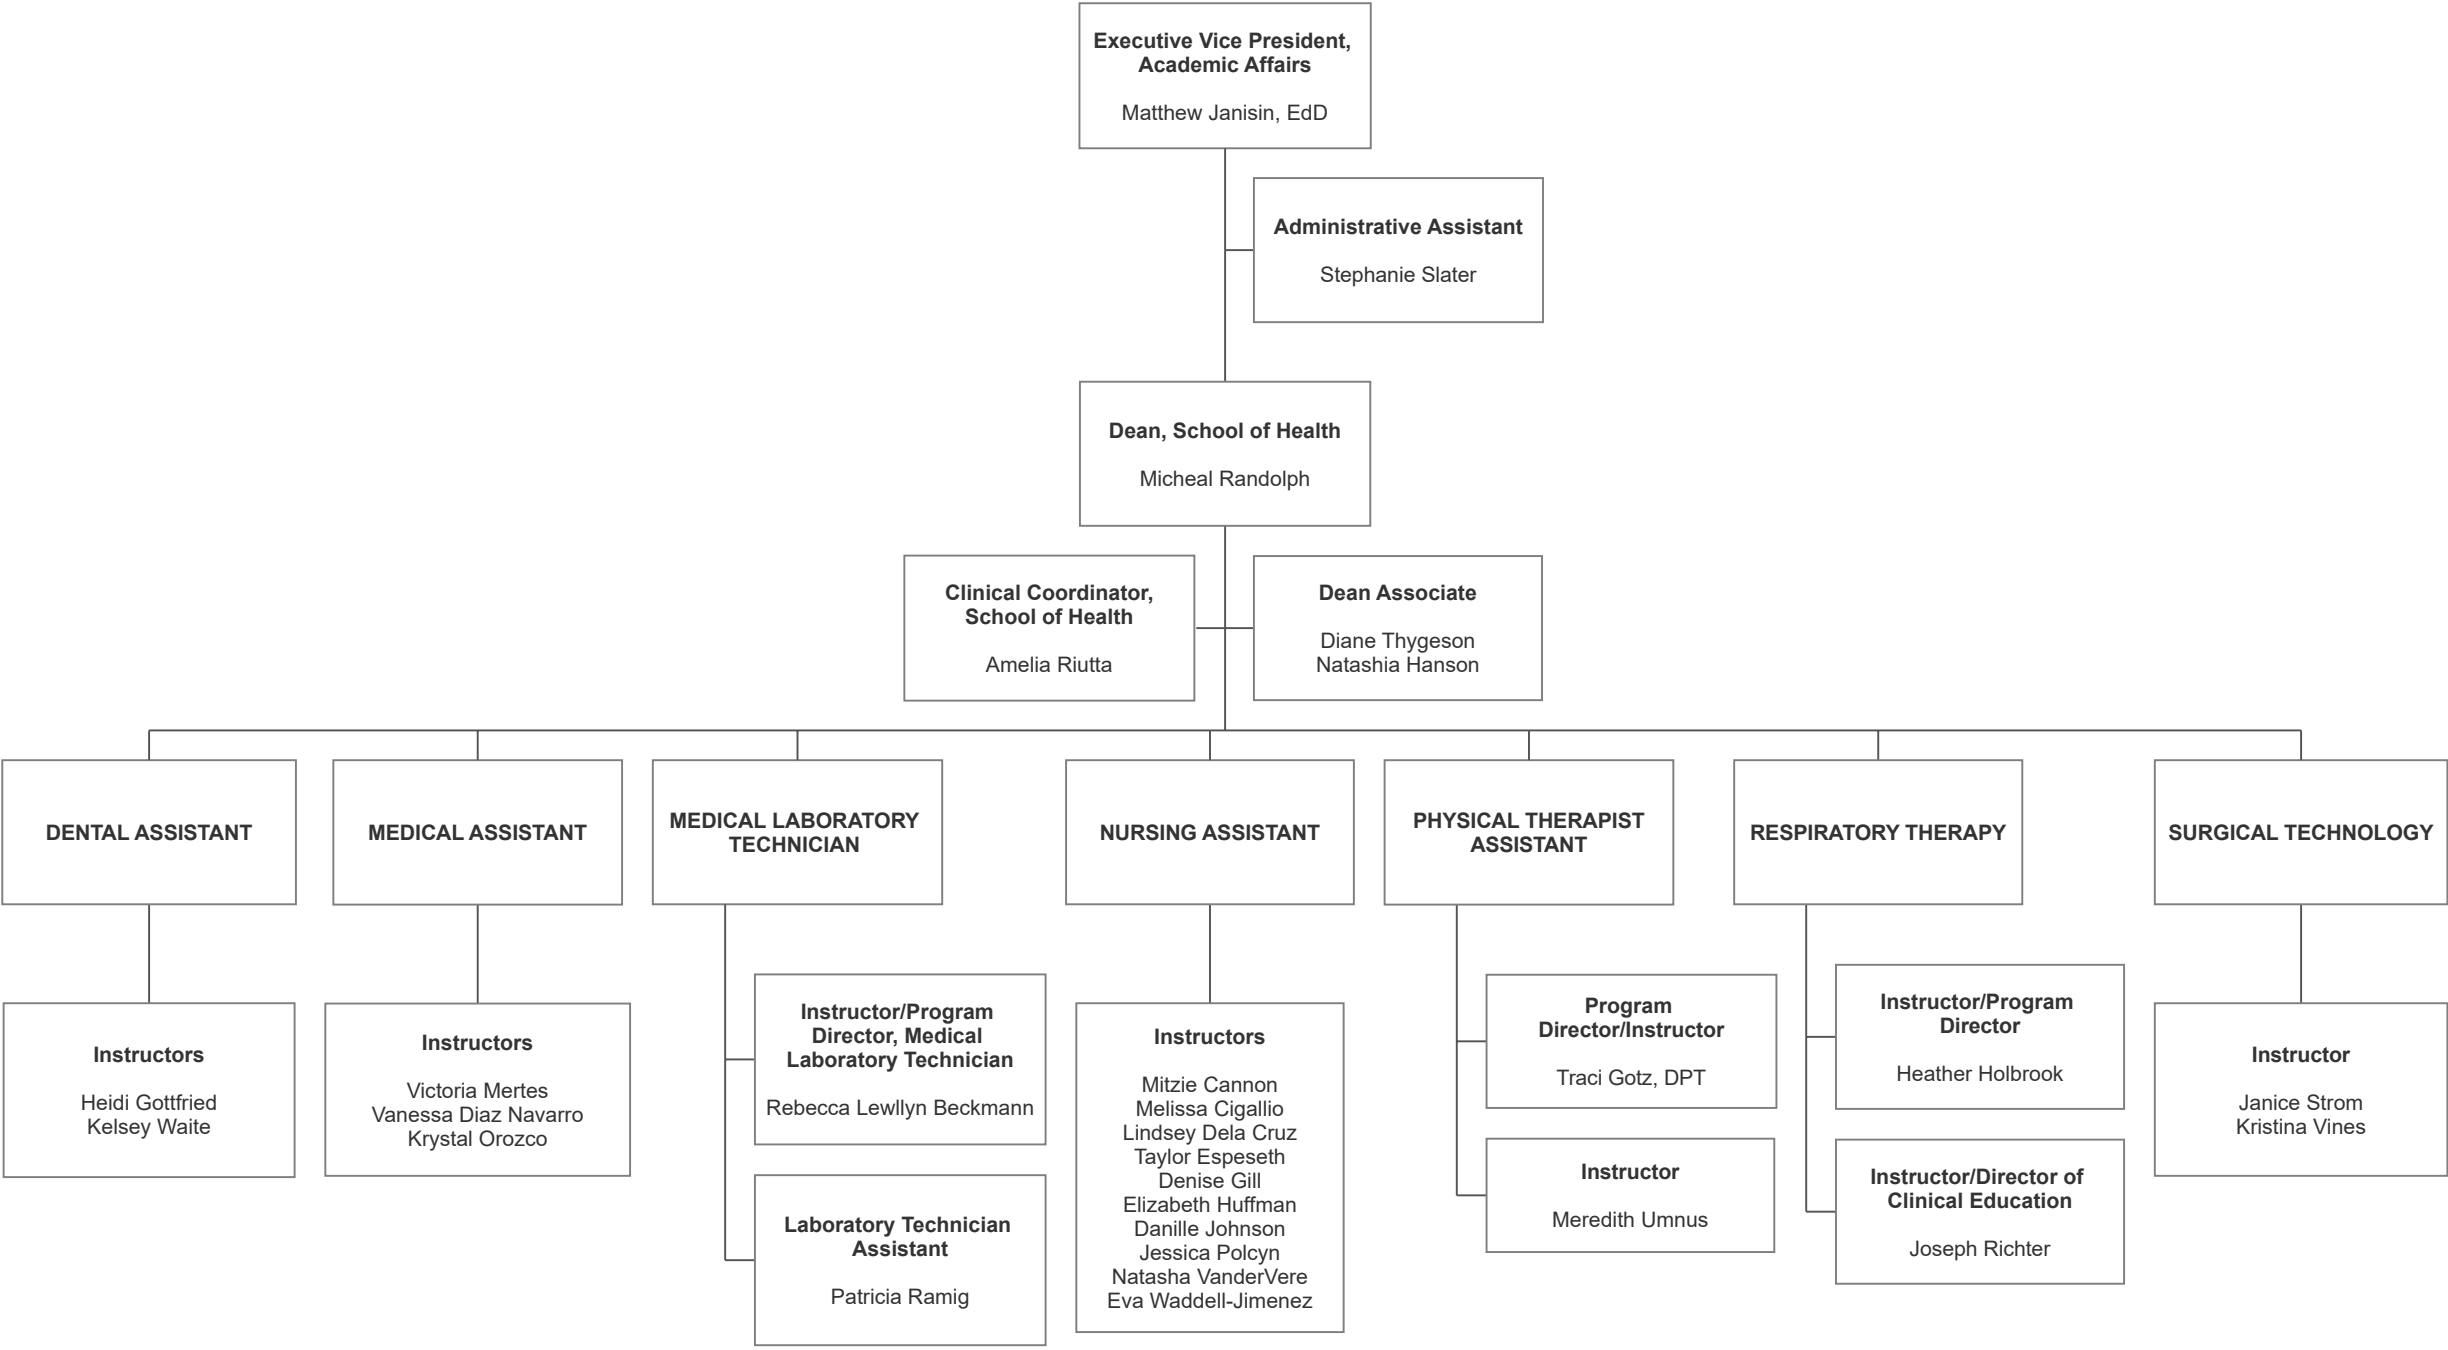 Executive Vice President,
Academic Affairs
Matthew Janisin, EdD
Administrative Assistant
Stephanie Slater
Dean, School of Health
Micheal Randolph
Clinical Coordinator,
School of Health
Amelia Riutta
Dean Associate
Diane Thygeson
Natashia Hanson
DENTAL ASSISTANT
MEDICAL ASSISTANT
MEDICAL LABORATORY
TECHNICIAN
NURSING ASSISTANT
PHYSICAL THERAPIST
ASSISTANT
RESPIRATORY THERAPY
SURGICAL TECHNOLOGY
Instructors
Heidi Gottfried
Kelsey Waite
Instructors
Victoria Mertes
Vanessa Diaz Navarro
Krystal Orozco
Instructor/Program
Director, Medical
Laboratory Technician
Rebecca Lewllyn Beckmann
Laboratory Technician
Assistant
Patricia Ramig
Instructors
Mitzie Cannon
Melissa Cigallio
Lindsey Dela Cruz
Taylor Espeseth
Denise Gill
Elizabeth Huffman
Danille Johnson
Jessica Polcyn
Natasha VanderVere
Eva Waddell-Jimenez
Program
Director/Instructor
Traci Gotz, DPT
Instructor
Meredith Umnus
Instructor/Program
Director
Heather Holbrook
Instructor/Director of
Clinical Education
Joseph Richter
Instructor
Janice Strom
Kristina Vines